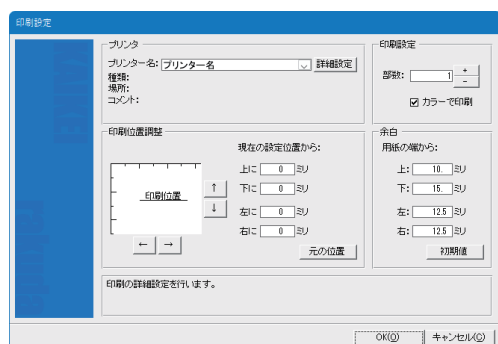 印刷設定
プリンタ
プリンター名: プリンター名 詳細設定
種類:
場所:
コメント:
印刷設定
部数: 1 + -
カラーで印刷
印刷位置調整
現在の設定位置から:
印刷位置
↑
↓
← →
上に 0 ミリ
下に 0 ミリ
左に 0 ミリ
右に 0 ミリ
元の位置
余白
用紙の端から:
上: 10. ミリ
下: 15. ミリ
左: 12.5 ミリ
右: 12.5 ミリ
初期値
印刷の詳細設定を行います。
OK(O) キャンセル(C)